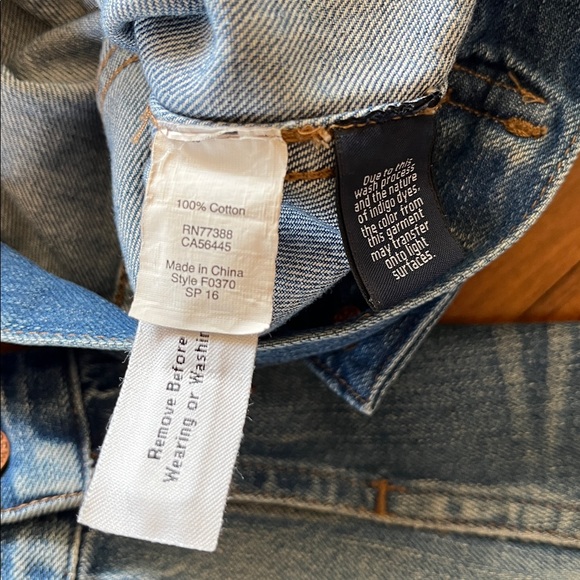 100% Cotton
RN77388
CA56445
Made in China
Style F0370
SP 16
Remove Before
Wearing or Washin
Due to this
wash process
and the nature
of indigo dyes,
the color from
this garment
may transfer
onto light
surfaces.